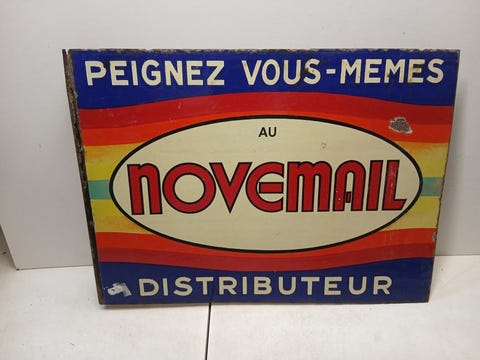 PEIGNEZ VOUS-MEMES
AU
NOVEMAIL
DISTRIBUTEUR